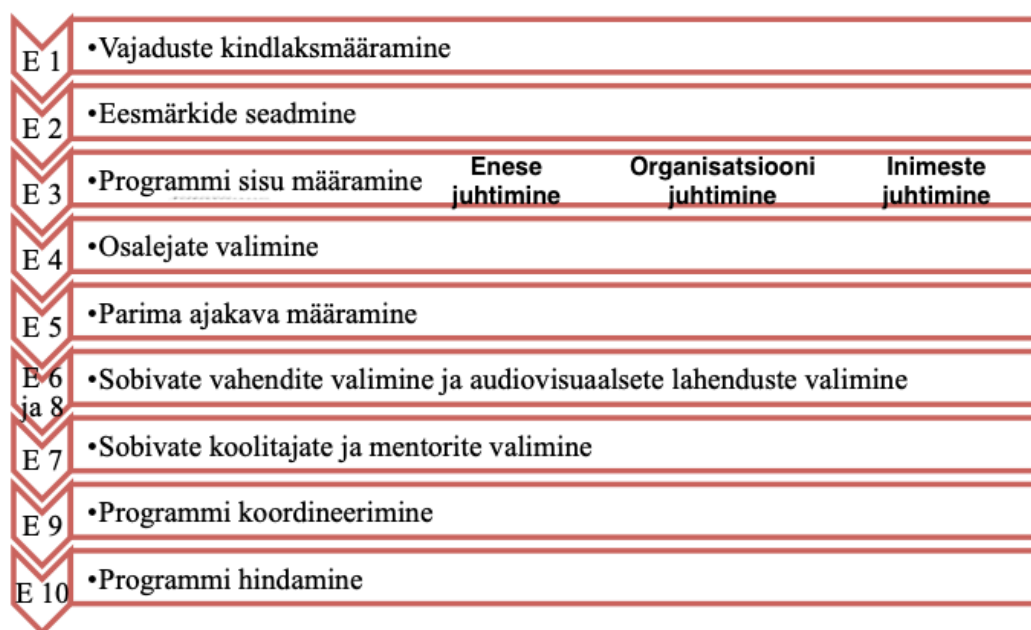 E 1
•Vajaduste kindlaksmääramine
E 2
•Eesmärkide seadmine
E 3
•Programmi sisu määramine
Enese
juhtimine
Organisatsiooni
juhtimine
Inimeste
juhtimine
E 4
•Osalejate valimine
E 5
•Parima ajakava määramine
E 6
ja 8
•Sobivate vahendite valimine ja audiovisuaalsete lahenduste valimine
E 7
•Sobivate koolitajate ja mentorite valimine
E 9
•Programmi koordineerimine
E 10
•Programmi hindamine